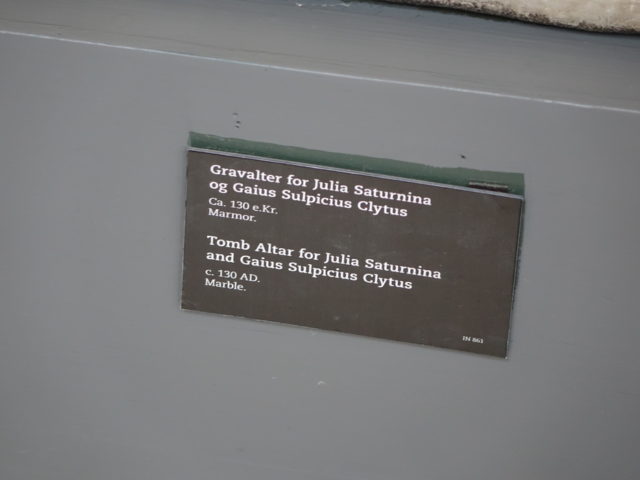 Gravalter for Julia Saturnina
og Gaius Sulpicius Clytus
Ca. 130 e.Kr.
Marmor.
Tomb Altar for Julia Saturnina
and Gaius Sulpicius Clytus
c. 130 AD.
Marble.
IN 861